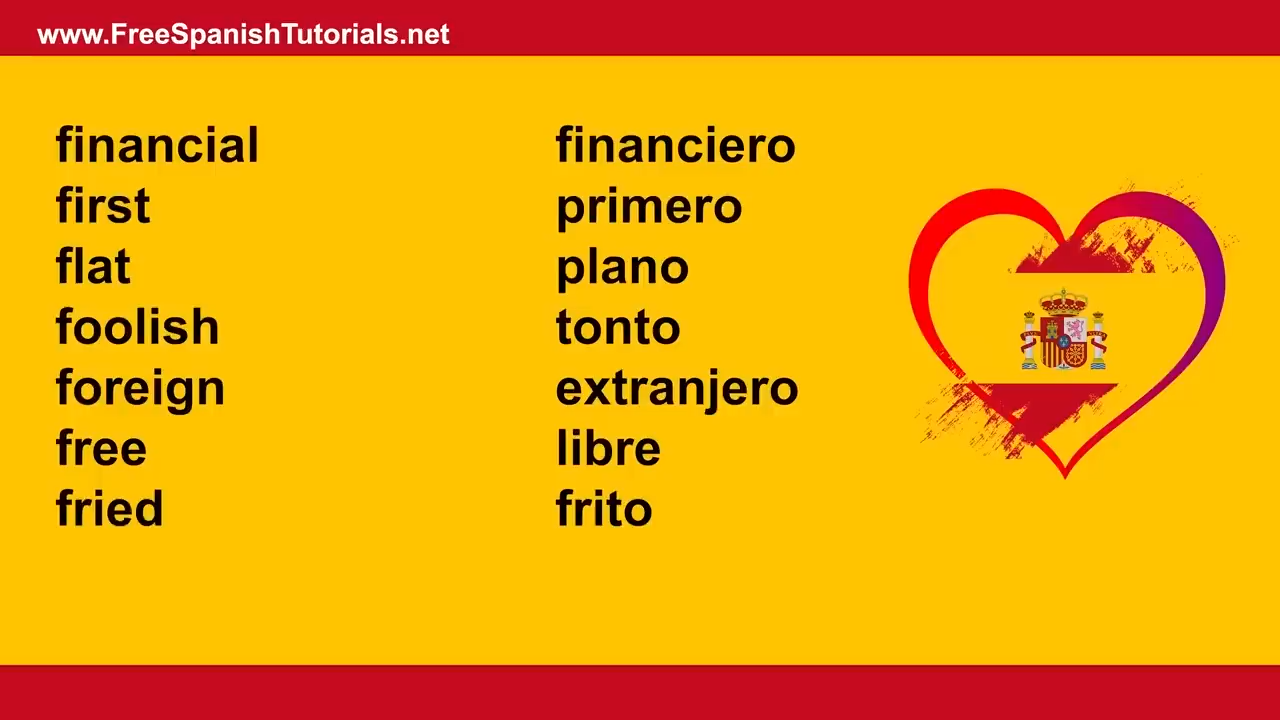 www.FreeSpanishTutorials.net
financial financiero
first primero
flat plano
foolish tonto
foreign extranjero
free libre
fried frito